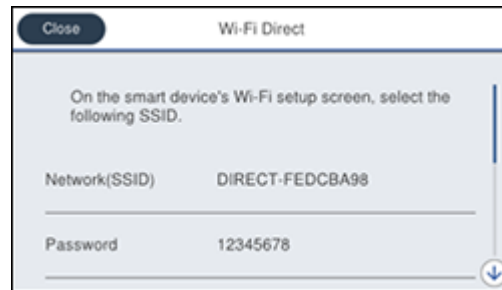 Close
Wi-Fi Direct
On the smart device's Wi-Fi setup screen, select the
following SSID.
Network(SSID) DIRECT-FEDCBA98
Password 12345678